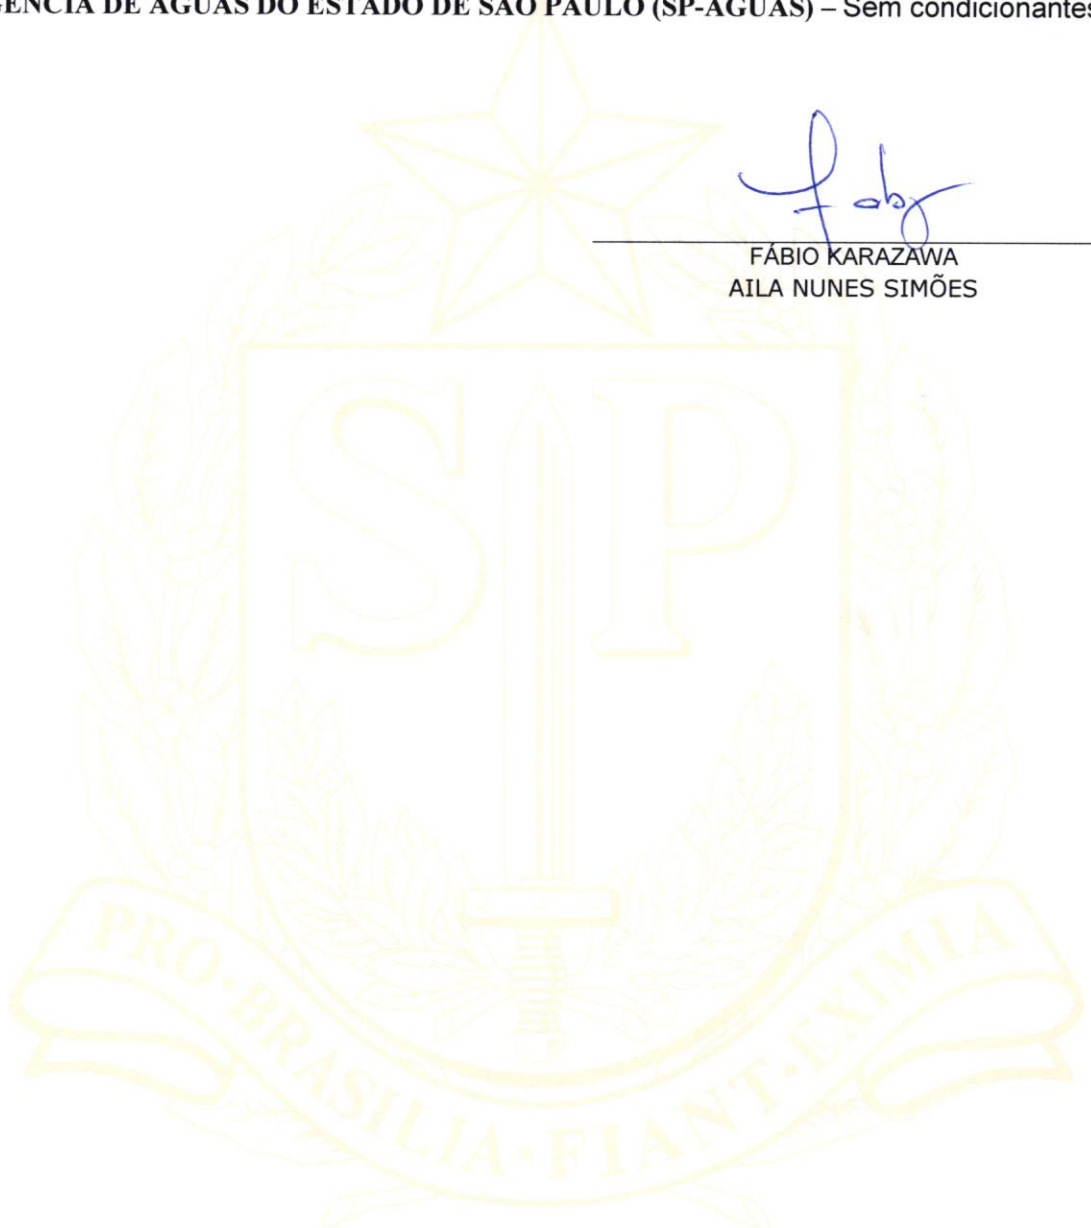 GÊNCIA DE ÁGUAS DO ESTADO DE SÃO PAULO (SP-ÁGUAS) – Sem condicionantes
FÁBIO KARAZAWA
AILA NUNES SIMÕES
SP
PRO·BRASILIA·FIANT·EXIMIA